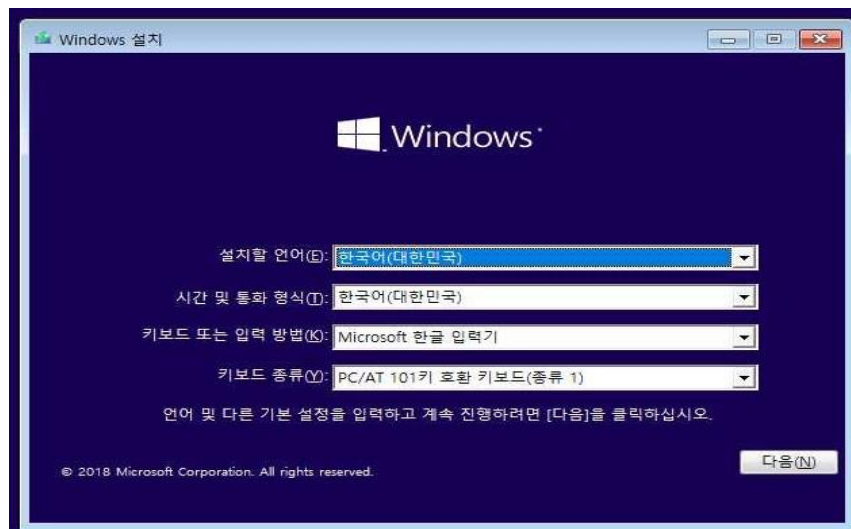 Windows 설치
Windows
설치할 언어(E): 한국어(대한민국)
시간 및 통화 형식(T): 한국어(대한민국)
키보드 또는 입력 방법(K): Microsoft 한글 입력기
키보드 종류(Y): PC/AT 101키 호환 키보드(종류 1)
언어 및 다른 기본 설정을 입력하고 계속 진행하려면 [다음]을 클릭하십시오.
다음(N)
© 2018 Microsoft Corporation. All rights reserved.